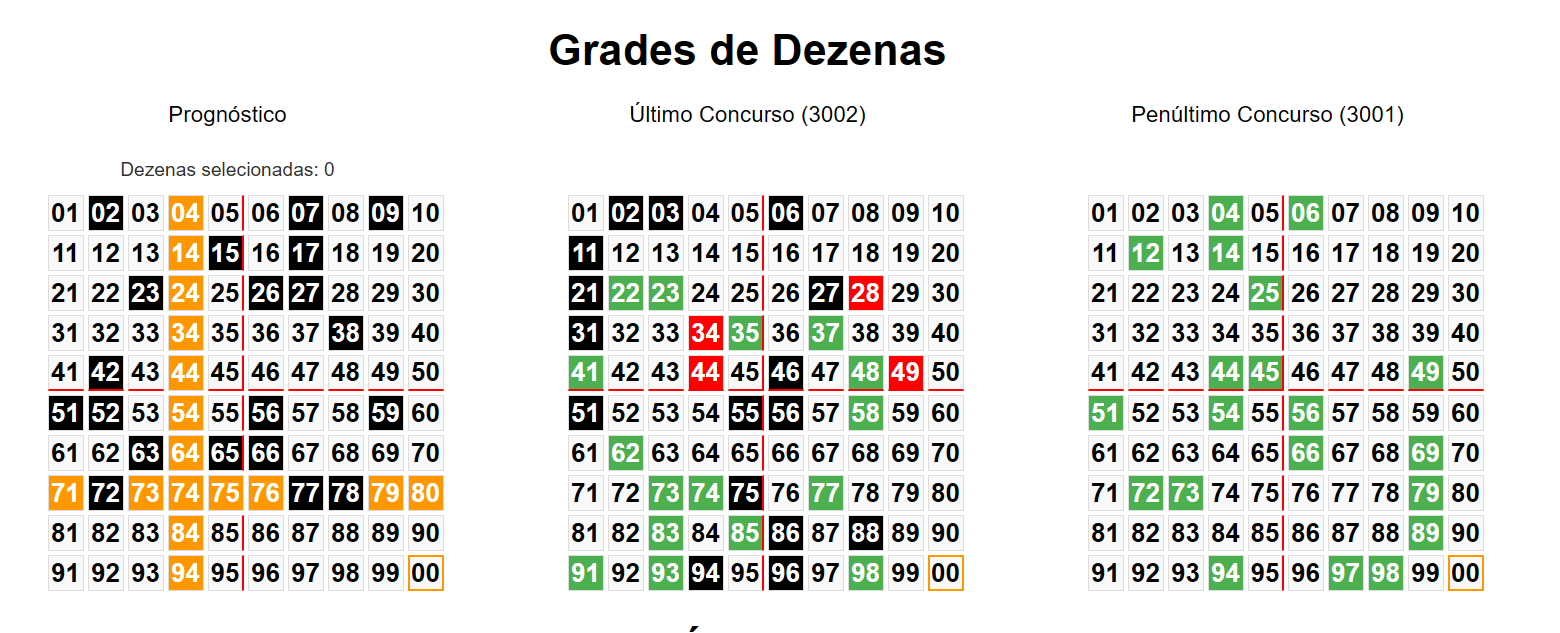 Grades de Dezenas
Prognóstico
Último Concurso (3002)
Penúltimo Concurso (3001)
Dezenas selecionadas: 0
01 02 03 04 05 06 07 08 09 10
11 12 13 14 15 16 17 18 19 20
21 22 23 24 25 26 27 28 29 30
31 32 33 34 35 36 37 38 39 40
41 42 43 44 45 46 47 48 49 50
51 52 53 54 55 56 57 58 59 60
61 62 63 64 65 66 67 68 69 70
71 72 73 74 75 76 77 78 79 80
81 82 83 84 85 86 87 88 89 90
91 92 93 94 95 96 97 98 99 00
01 02 03 04 05 06 07 08 09 10
11 12 13 14 15 16 17 18 19 20
21 22 23 24 25 26 27 28 29 30
31 32 33 34 35 36 37 38 39 40
41 42 43 44 45 46 47 48 49 50
51 52 53 54 55 56 57 58 59 60
61 62 63 64 65 66 67 68 69 70
71 72 73 74 75 76 77 78 79 80
81 82 83 84 85 86 87 88 89 90
91 92 93 94 95 96 97 98 99 00
01 02 03 04 05 06 07 08 09 10
11 12 13 14 15 16 17 18 19 20
21 22 23 24 25 26 27 28 29 30
31 32 33 34 35 36 37 38 39 40
41 42 43 44 45 46 47 48 49 50
51 52 53 54 55 56 57 58 59 60
61 62 63 64 65 66 67 68 69 70
71 72 73 74 75 76 77 78 79 80
81 82 83 84 85 86 87 88 89 90
91 92 93 94 95 96 97 98 99 00